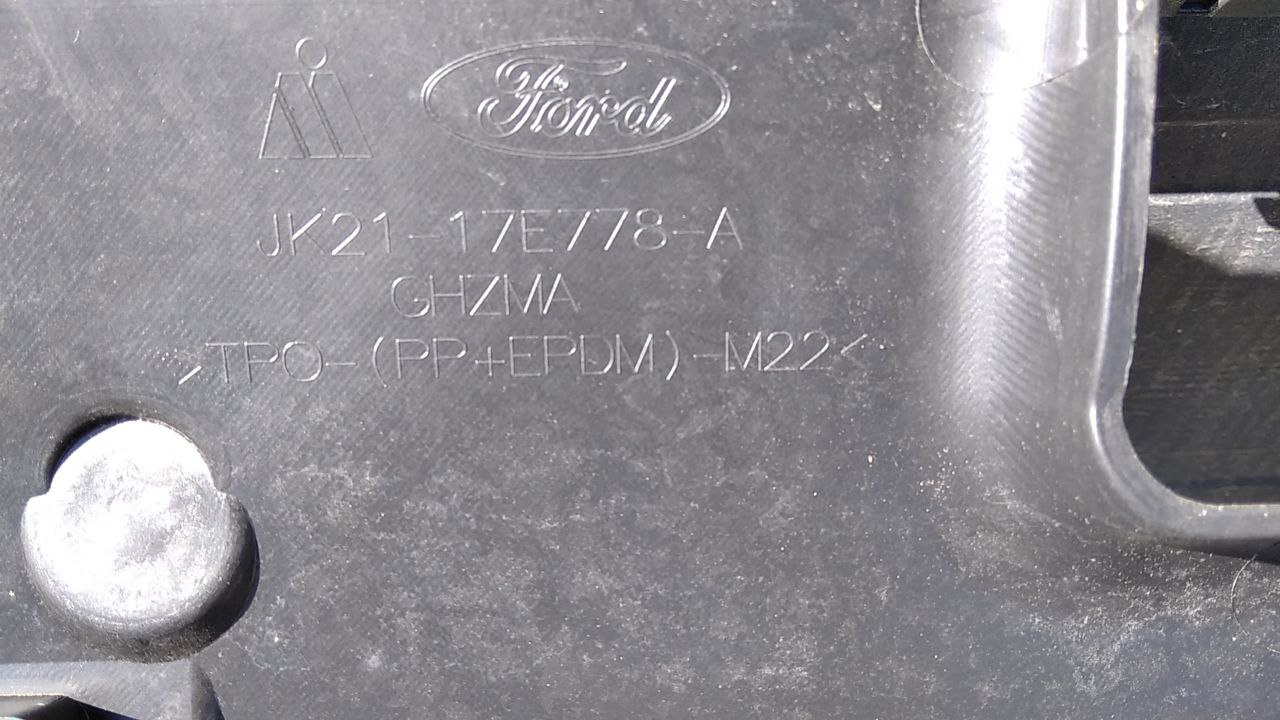 Ford
JK21-17E778-A
GHZMA
>TPO-(PP+EPDM)-M22<